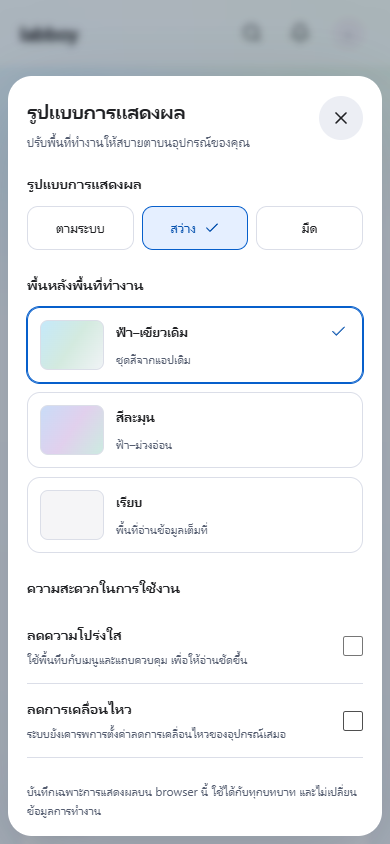 labboy
รูปแบบการแสดงผล
ปรับพื้นที่ทำงานให้สบายตาบนอุปกรณ์ของคุณ
รูปแบบการแสดงผล
ตามระบบ
สว่าง
มืด
พื้นหลังพื้นที่ทำงาน
ฟ้า–เขียวเดิม
ชุดสีจากแอปเดิม
สีละมุน
ฟ้า–ม่วงอ่อน
เรียบ
พื้นที่อ่านข้อมูลเต็มที่
ความสะดวกในการใช้งาน
ลดความโปร่งใส
ใช้พื้นทึบกับเมนูและแถบควบคุม เพื่อให้อ่านชัดขึ้น
ลดการเคลื่อนไหว
ระบบยังเคารพการตั้งค่าลดการเคลื่อนไหวของอุปกรณ์เสมอ
บันทึกเฉพาะการแสดงผลบน browser นี้ ใช้ได้กับทุกบทบาท และไม่เปลี่ยน
ข้อมูลการทำงาน